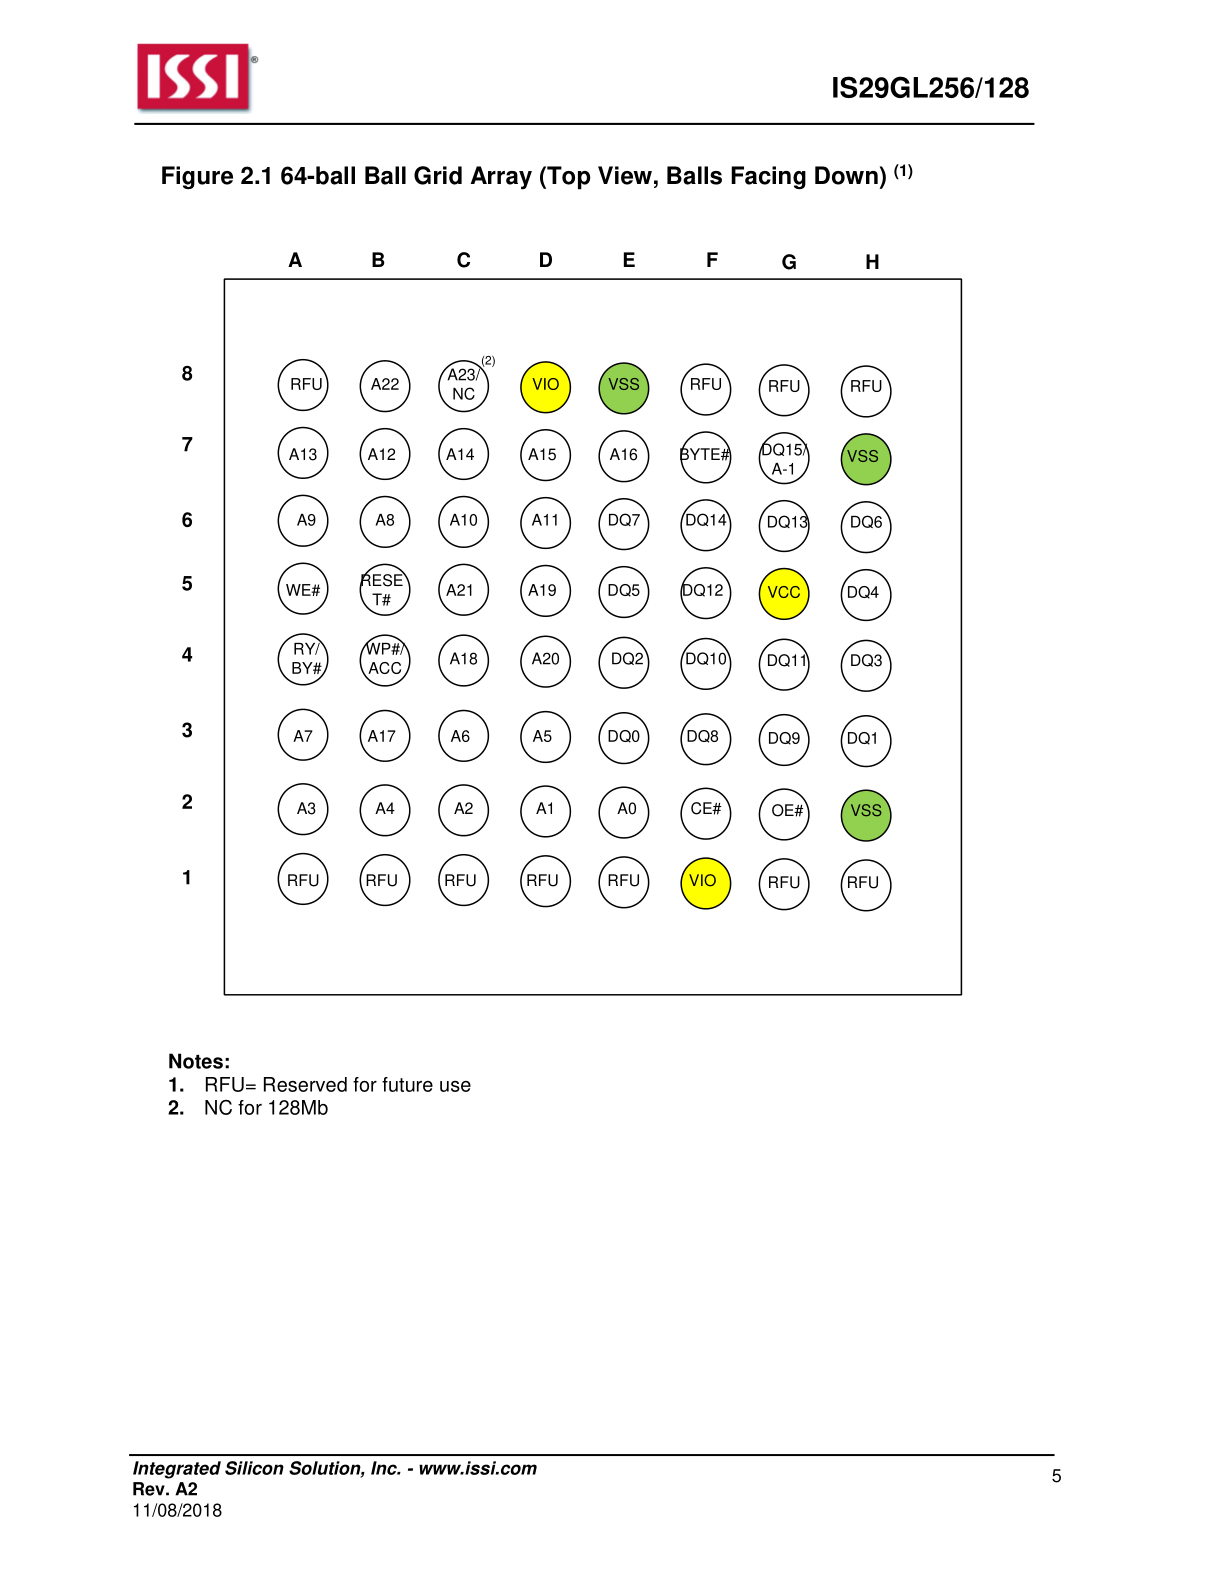 ISSI®
IS29GL256/128
Figure 2.1 64-ball Ball Grid Array (Top View, Balls Facing Down) (1)
A B C D E F G H
8 RFU A22 A23/ NC (2) VIO VSS RFU RFU RFU
7 A13 A12 A14 A15 A16 BYTE# DQ15/ A-1 VSS
6 A9 A8 A10 A11 DQ7 DQ14 DQ13 DQ6
5 WE# RESE T# A21 A19 DQ5 DQ12 VCC DQ4
4 RY/ BY# WP#/ ACC A18 A20 DQ2 DQ10 DQ11 DQ3
3 A7 A17 A6 A5 DQ0 DQ8 DQ9 DQ1
2 A3 A4 A2 A1 A0 CE# OE# VSS
1 RFU RFU RFU RFU RFU VIO RFU RFU
Notes:
1. RFU= Reserved for future use
2. NC for 128Mb
Integrated Silicon Solution, Inc. - www.issi.com
5
Rev. A2
11/08/2018